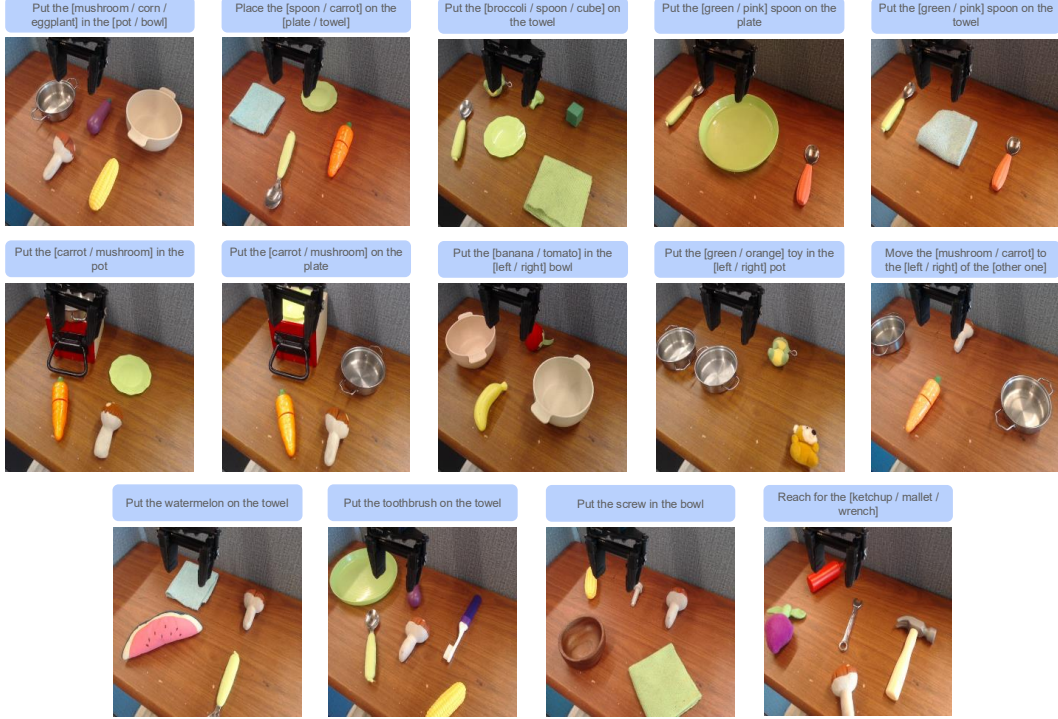 Put the [mushroom / corn /
eggplant] in the [pot / bowl]
Place the [spoon / carrot] on the
[plate / towel]
Put the [broccoli / spoon / cube] on
the towel
Put the [green / pink] spoon on the
plate
Put the [green / pink] spoon on the
towel
Put the [carrot / mushroom] in the
pot
Put the [carrot / mushroom] on the
plate
Put the [banana / tomato] in the
[left / right] bowl
Put the [green / orange] toy in the
[left / right] pot
Move the [mushroom / carrot] to
the [left / right] of the [other one]
Put the watermelon on the towel
Put the toothbrush on the towel
Put the screw in the bowl
Reach for the [ketchup / mallet /
wrench]